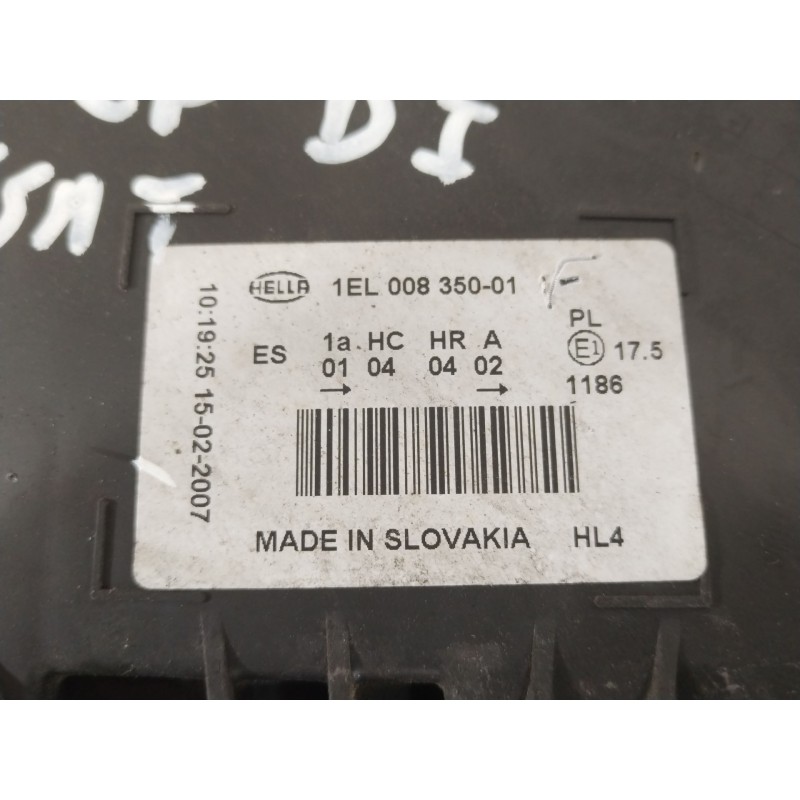 DI
HELLA 1EL 008 350-01
PL
ES 1a HC HR A
01 04 04 02
E1 17.5
1186
MADE IN SLOVAKIA HL4
10:19:25 15-02-2007